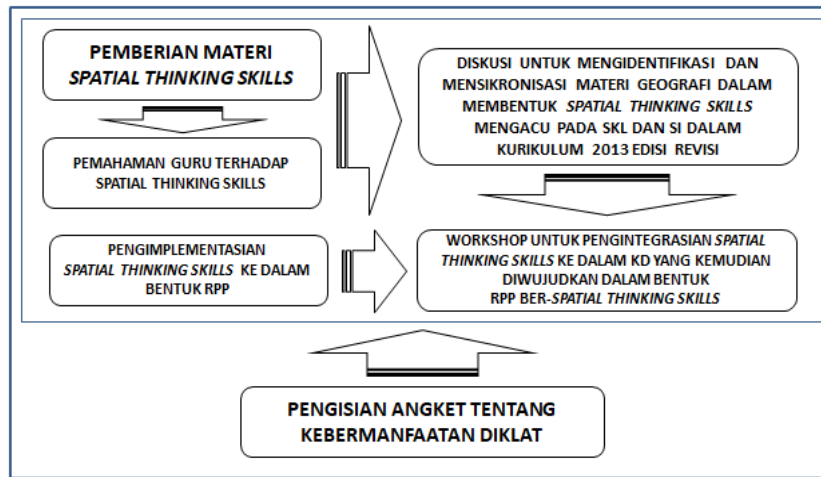 PEMBERIAN MATERI
SPATIAL THINKING SKILLS
PEMAHAMAN GURU TERHADAP
SPATIAL THINKING SKILLS
DISKUSI UNTUK MENGIDENTIFIKASI DAN
MENSIKRONISASI MATERI GEOGRAFI DALAM
MEMBENTUK SPATIAL THINKING SKILLS
MENGACU PADA SKL DAN SI DALAM
KURIKULUM 2013 EDISI REVISI
PENGIMPLEMENTASIAN
SPATIAL THINKING SKILLS KE DALAM
BENTUK RPP
WORKSHOP UNTUK PENGINTEGRASIAN SPATIAL
THINKING SKILLS KE DALAM KD YANG KEMUDIAN
DIWUJUDKAN DALAM BENTUK
RPP BER-SPATIAL THINKING SKILLS
PENGISIAN ANGKET TENTANG
KEBERMANFAATAN DIKLAT